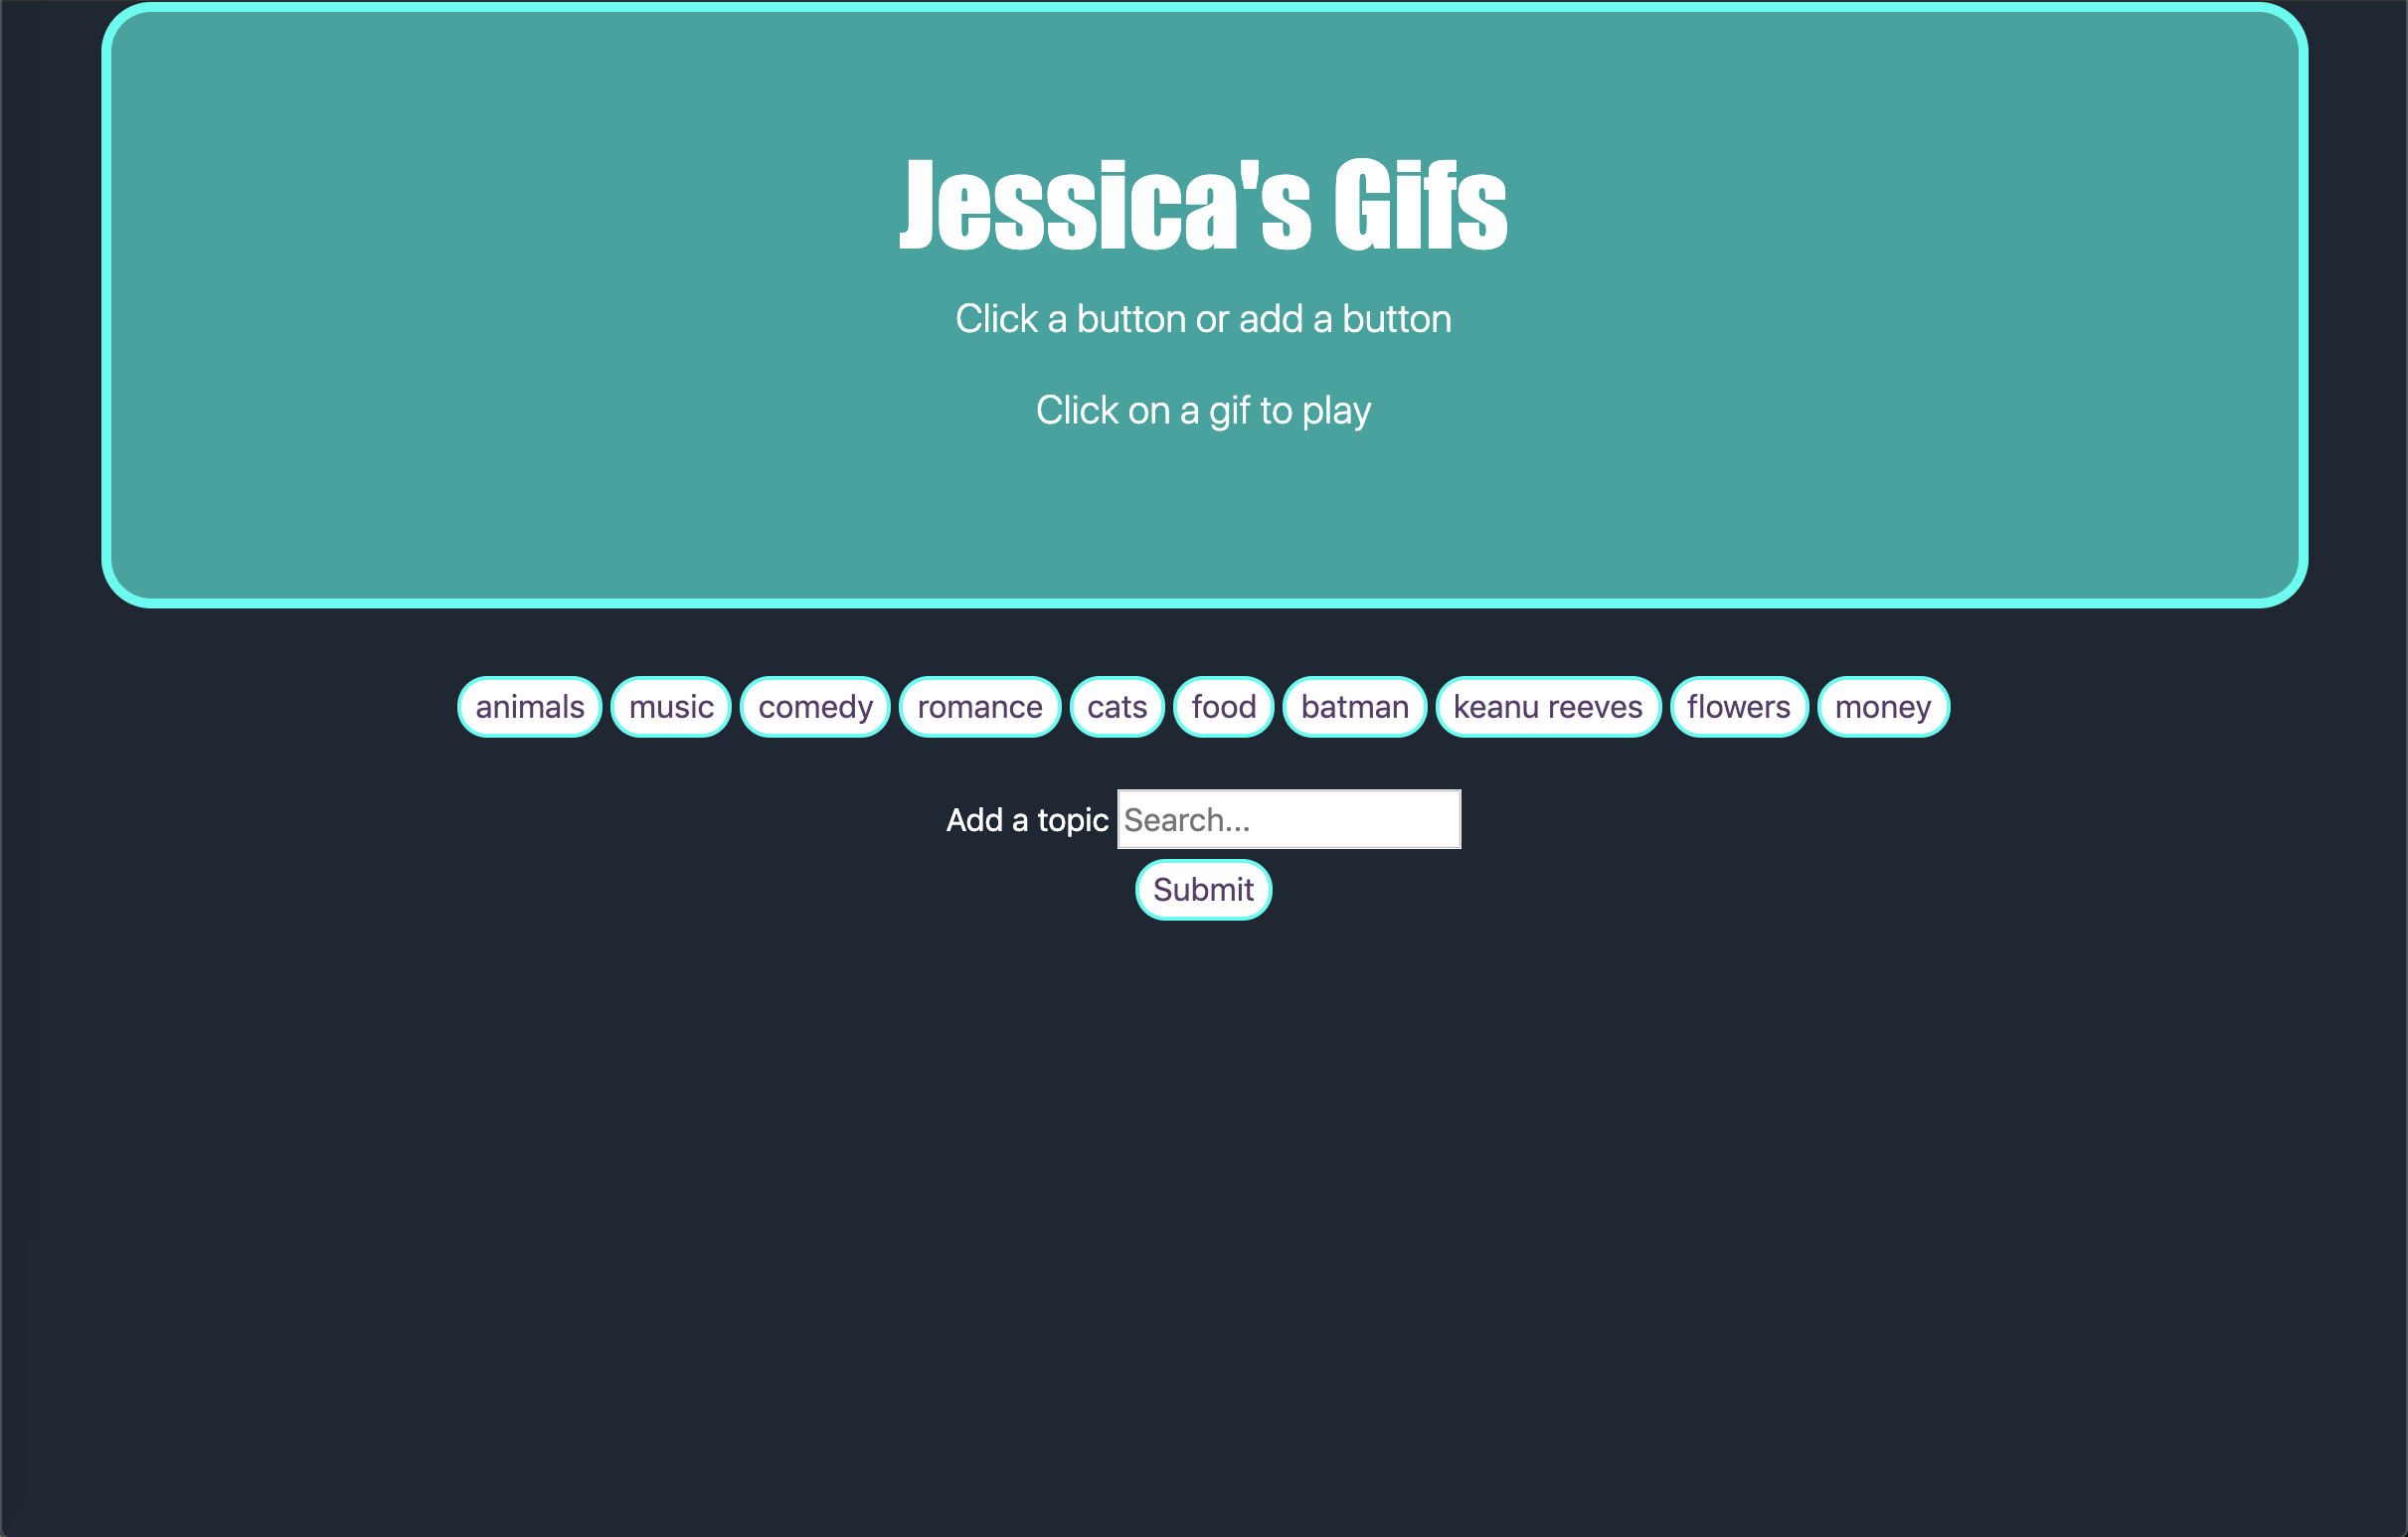 Jessica's Gifs
Click a button or add a button
Click on a gif to play
animals music comedy romance cats food batman keanu reeves flowers money
Add a topic Search...
Submit